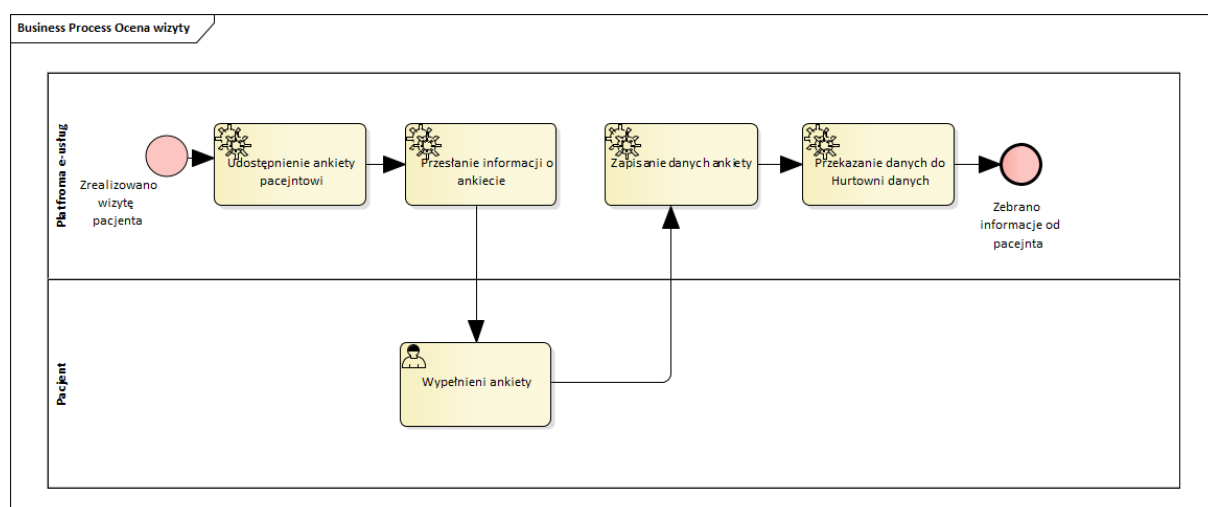 Business Process Ocena wizyty
Platfroma e-usług
Zrealizowano
wizytę
pacjenta
Udostępnienie ankiety
pacejntowi
Przesłanie informacji o
ankiecie
Zapisanie danych ankiety
Przekazanie danych do
Hurtowni danych
Zebrano
informacje od
pacejnta
Pacjent
Wypełnieni ankiety